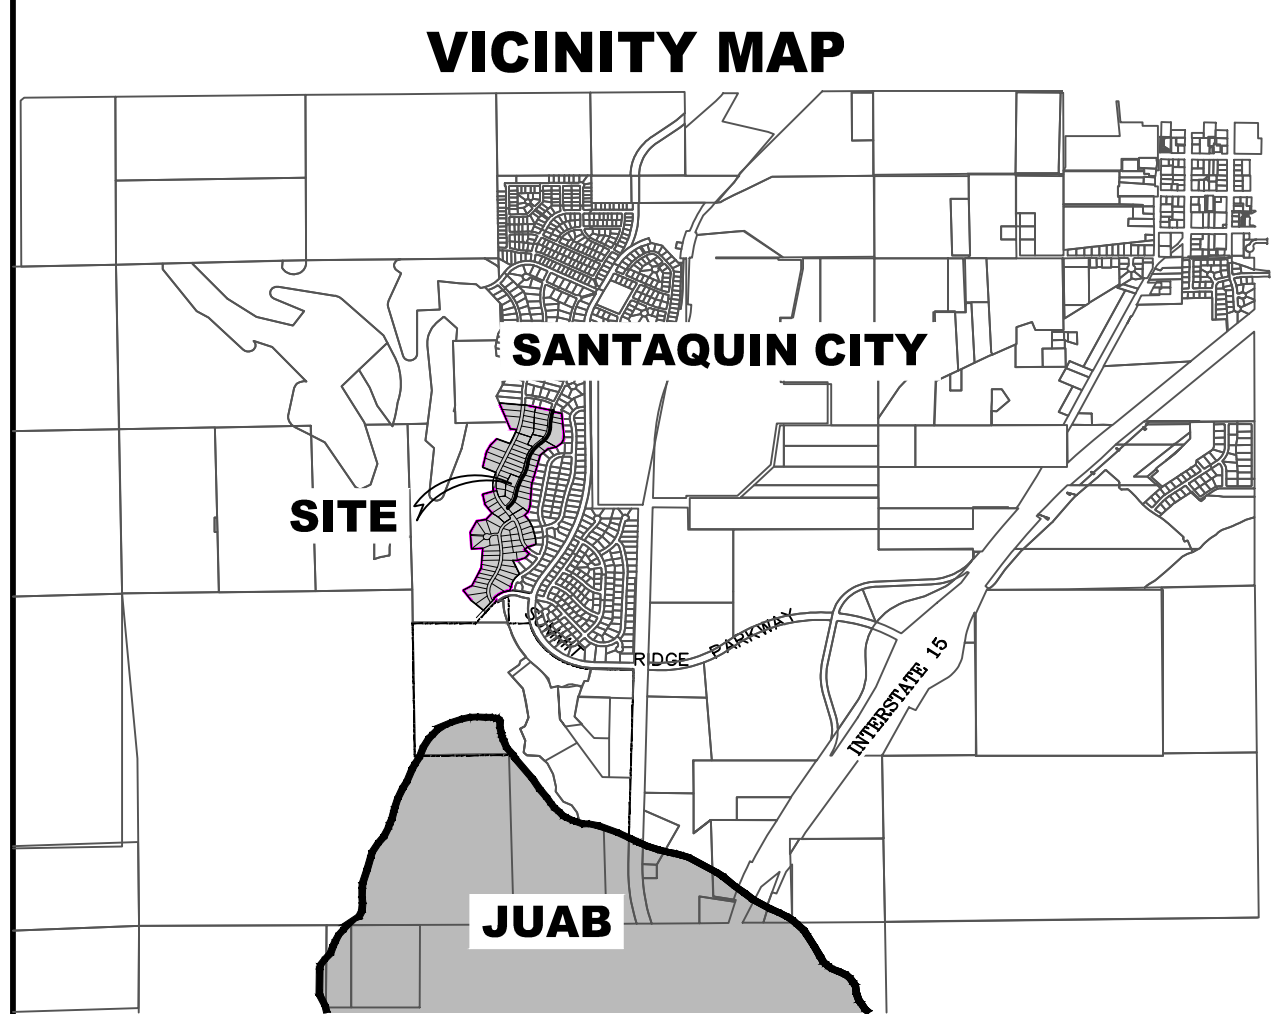 VICINITY MAP
SANTAQUIN CITY
SITE
SUMMIT RIDGE PARKWAY
INTERSTATE 15
JUAB